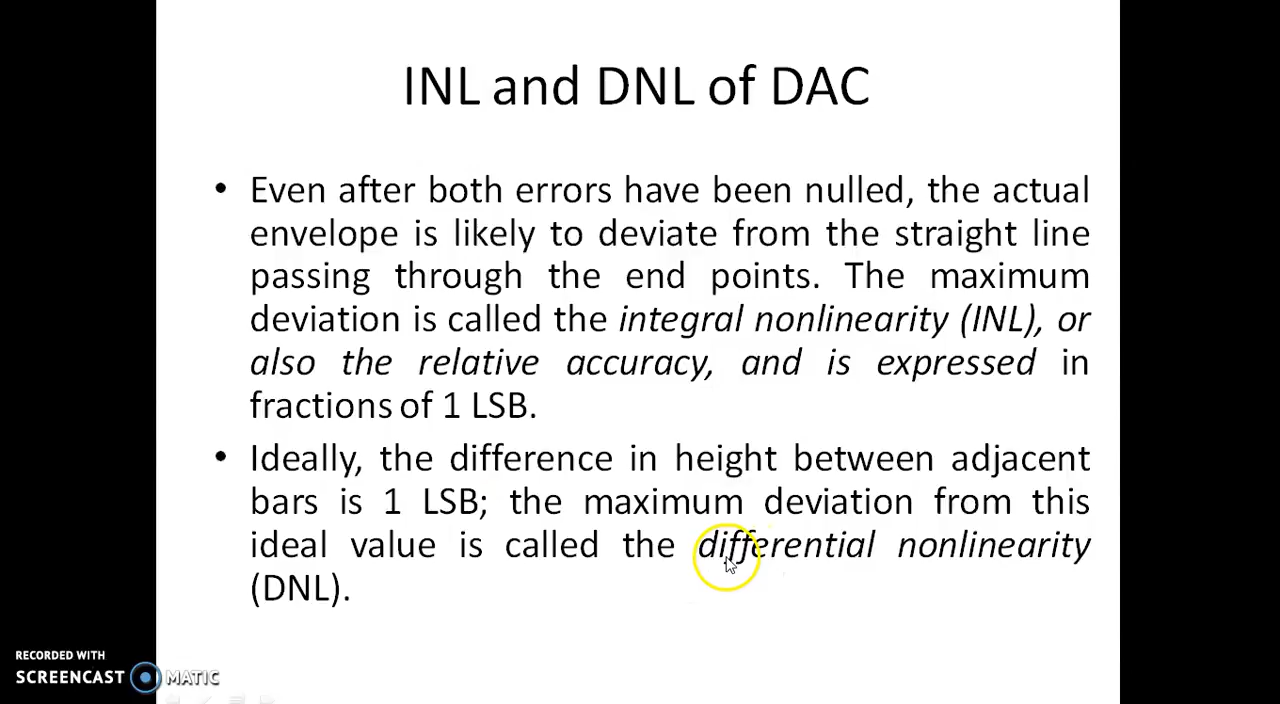 INL and DNL of DAC
• Even after both errors have been nulled, the actual
envelope is likely to deviate from the straight line
passing through the end points. The maximum
deviation is called the integral nonlinearity (INL), or
also the relative accuracy, and is expressed in
fractions of 1 LSB.
• Ideally, the difference in height between adjacent
bars is 1 LSB; the maximum deviation from this
ideal value is called the differential nonlinearity
(DNL).
RECORDED WITH
SCREENCAST MATIC